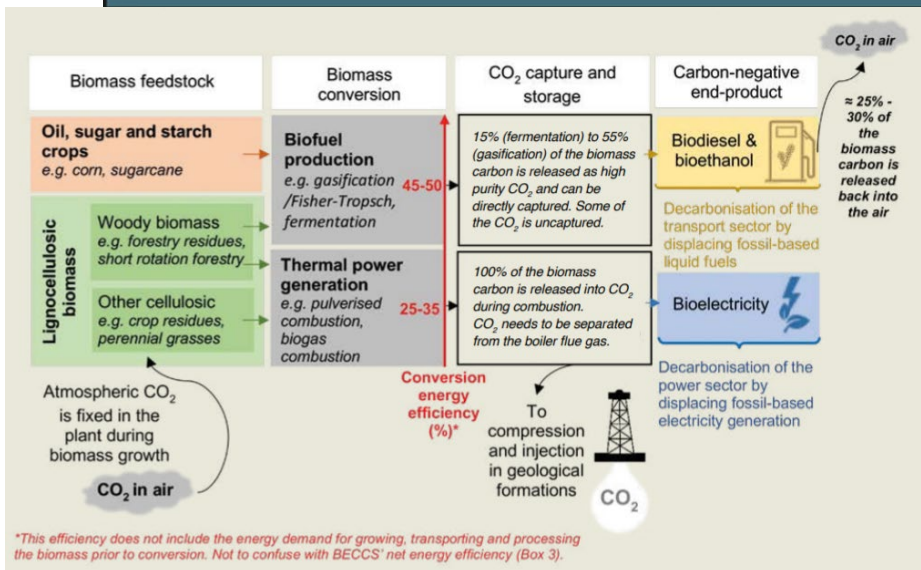 Biomass feedstock
Biomass
conversion
CO₂ capture and
storage
Carbon-negative
end-product
CO₂ in air
Oil, sugar and starch
crops
e.g. corn, sugarcane
Lignocellulosic
biomass
Woody biomass
e.g. forestry residues,
short rotation forestry
Other cellulosic
e.g. crop residues,
perennial grasses
Biofuel
production
e.g. gasification
/Fisher-Tropsch,
fermentation
45-50
Thermal power
generation
e.g. pulverised
combustion,
biogas
combustion
25-35
Conversion
energy
efficiency
(%)*
15% (fermentation) to 55%
(gasification) of the biomass
carbon is released as high
purity CO₂ and can be
directly captured. Some of
the CO₂ is uncaptured.
100% of the biomass
carbon is released into CO₂
during combustion.
CO₂ needs to be separated
from the boiler flue gas.
Biodiesel &
bioethanol
Decarbonisation of the
transport sector by
displacing fossil-based
liquid fuels
Bioelectricity
Decarbonisation of the
power sector by
displacing fossil-based
electricity generation
≈ 25% -
30% of
the
biomass
carbon is
released
back into
the air
Atmospheric CO₂
is fixed in the
plant during
biomass growth
CO₂ in air
To
compression
and injection
in geological
formations
CO₂
*This efficiency does not include the energy demand for growing, transporting and processing
the biomass prior to conversion. Not to confuse with BECCS' net energy efficiency (Box 3).